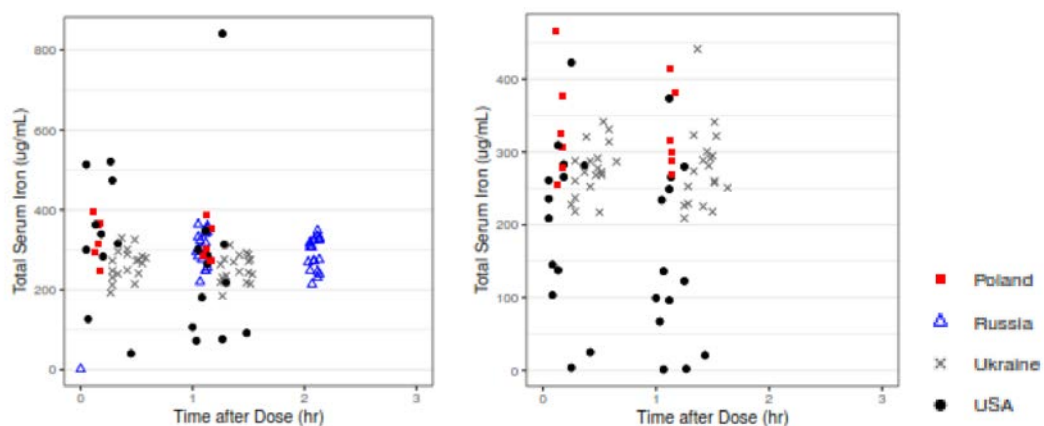 Total Serum Iron (ug/mL)
800
600
400
200
0
0
1
2
3
Time after Dose (hr)
Total Serum Iron (ug/mL)
400
300
200
100
0
0
1
2
3
Time after Dose (hr)
Poland
Russia
Ukraine
USA